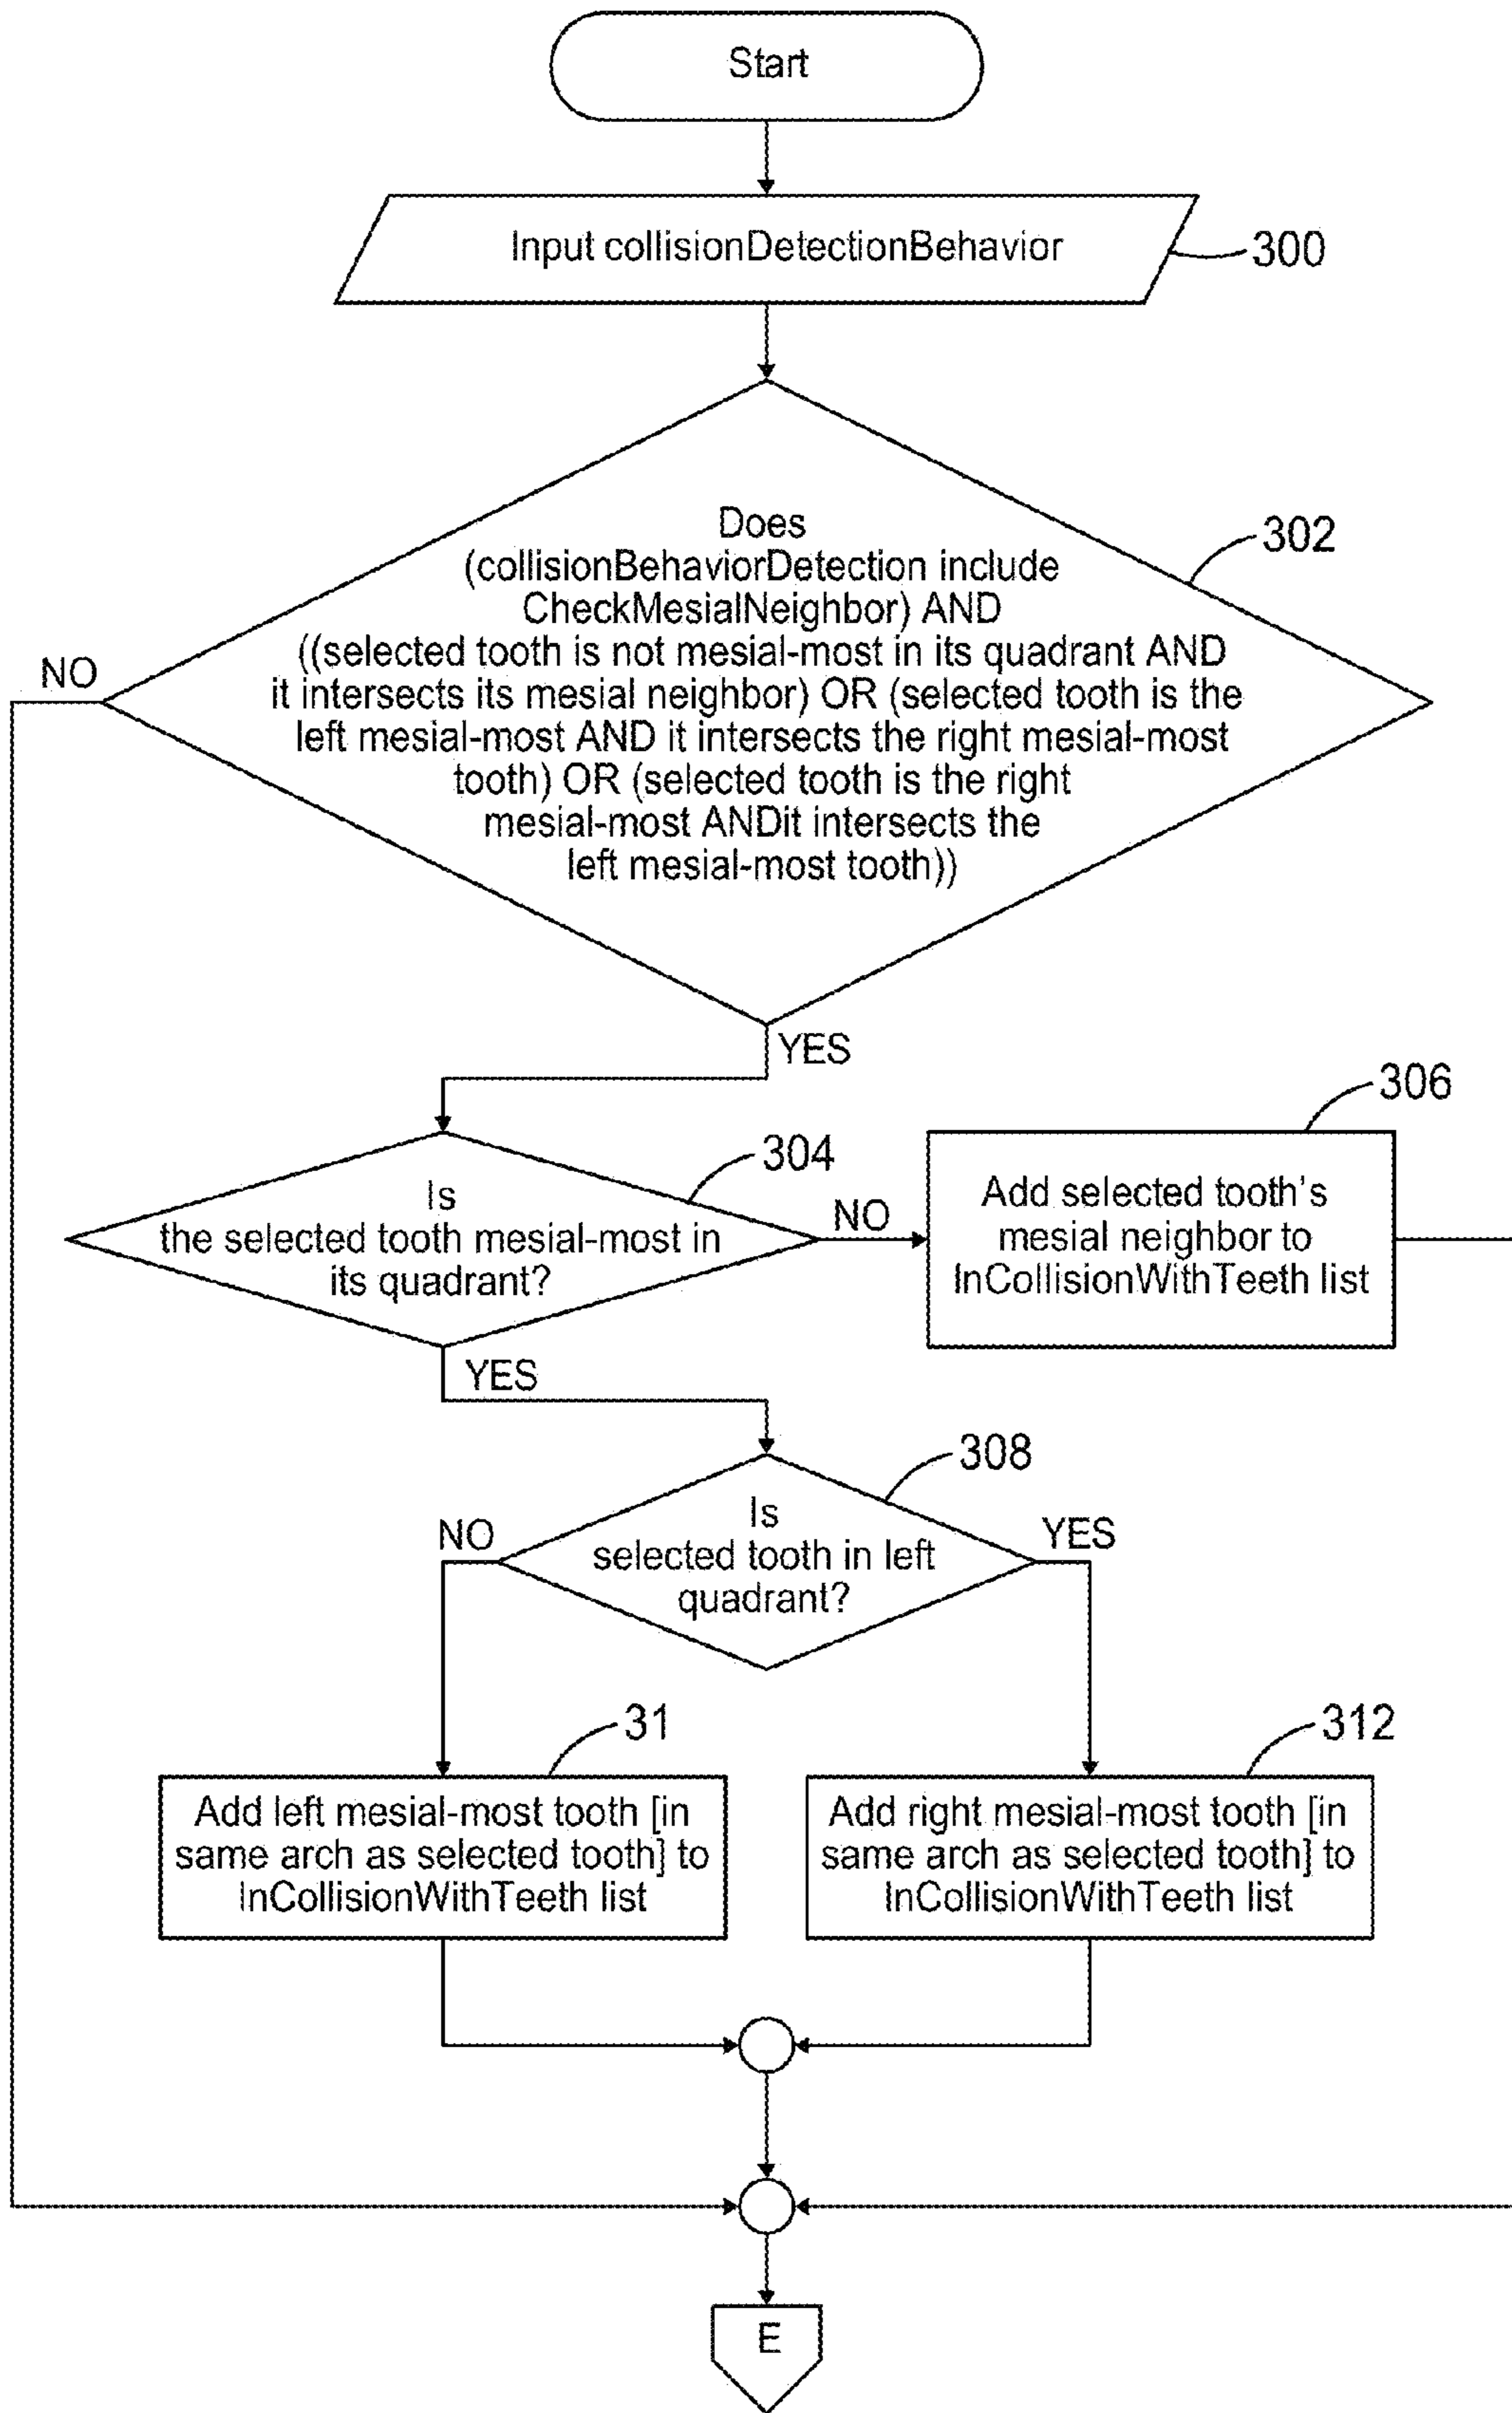 Start
Input collisionDetectionBehavior
300
Does
(collisionBehaviorDetection include
CheckMesialNeighbor) AND
((selected tooth is not mesial-most in its quadrant AND
it intersects its mesial neighbor) OR (selected tooth is the
left mesial-most AND it intersects the right mesial-most
tooth) OR (selected tooth is the right
mesial-most ANDit intersects the
left mesial-most tooth))
302
NO
YES
304
Is
the selected tooth mesial-most in
its quadrant?
NO
306
Add selected tooth's
mesial neighbor to
InCollisionWithTeeth list
YES
308
Is
selected tooth in left
quadrant?
NO
YES
31
Add left mesial-most tooth [in
same arch as selected tooth] to
InCollisionWithTeeth list
312
Add right mesial-most tooth [in
same arch as selected tooth] to
InCollisionWithTeeth list
E